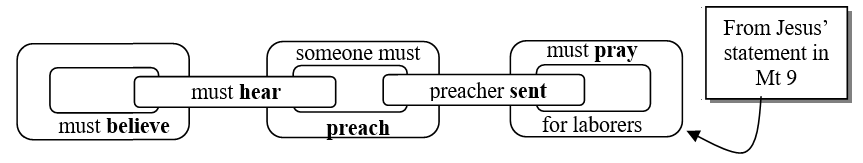 must believe
must hear
someone must
preach
preacher sent
must pray
for laborers
From Jesus’
statement in
Mt 9